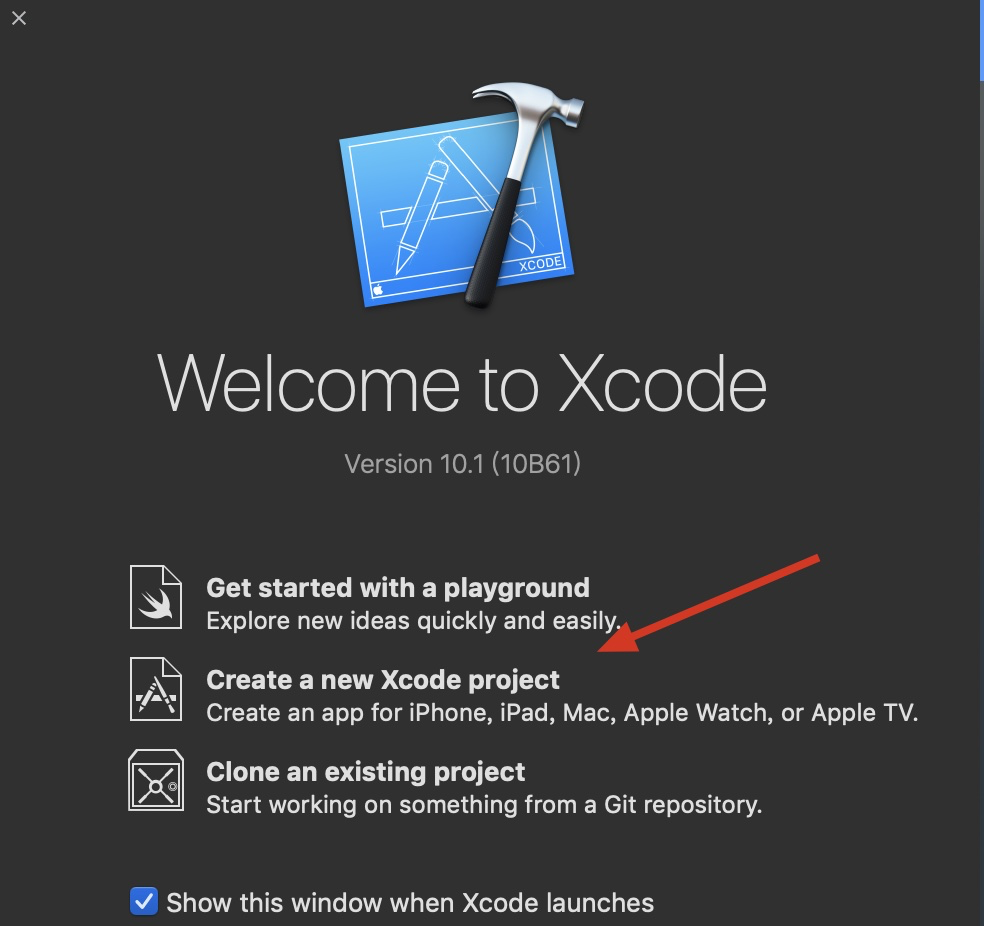 XCODE
Welcome to Xcode
Version 10.1 (10B61)
Get started with a playground
Explore new ideas quickly and easily.
Create a new Xcode project
Create an app for iPhone, iPad, Mac, Apple Watch, or Apple TV.
Clone an existing project
Start working on something from a Git repository.
Show this window when Xcode launches